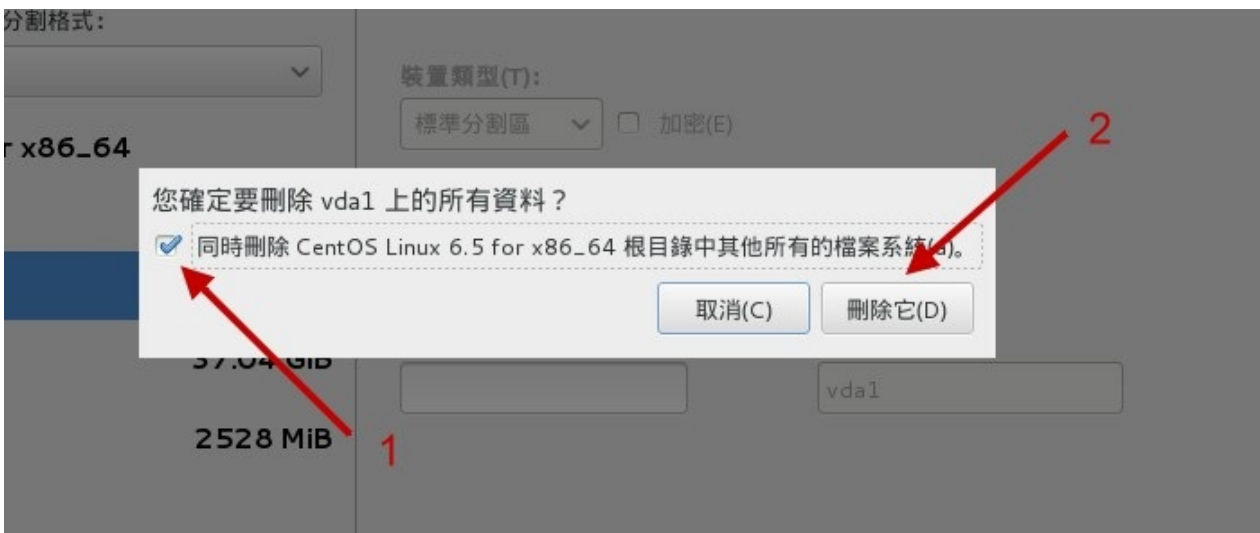 分割格式:
裝置類型(T):
標準分割區
加密(E)
2
r x86_64
您確定要刪除 vda1 上的所有資料？
同時刪除 CentOS Linux 6.5 for x86_64 根目錄中其他所有的檔案系統(a)。
取消(C)
刪除它(D)
37.04 GiB
vda1
2528 MiB
1